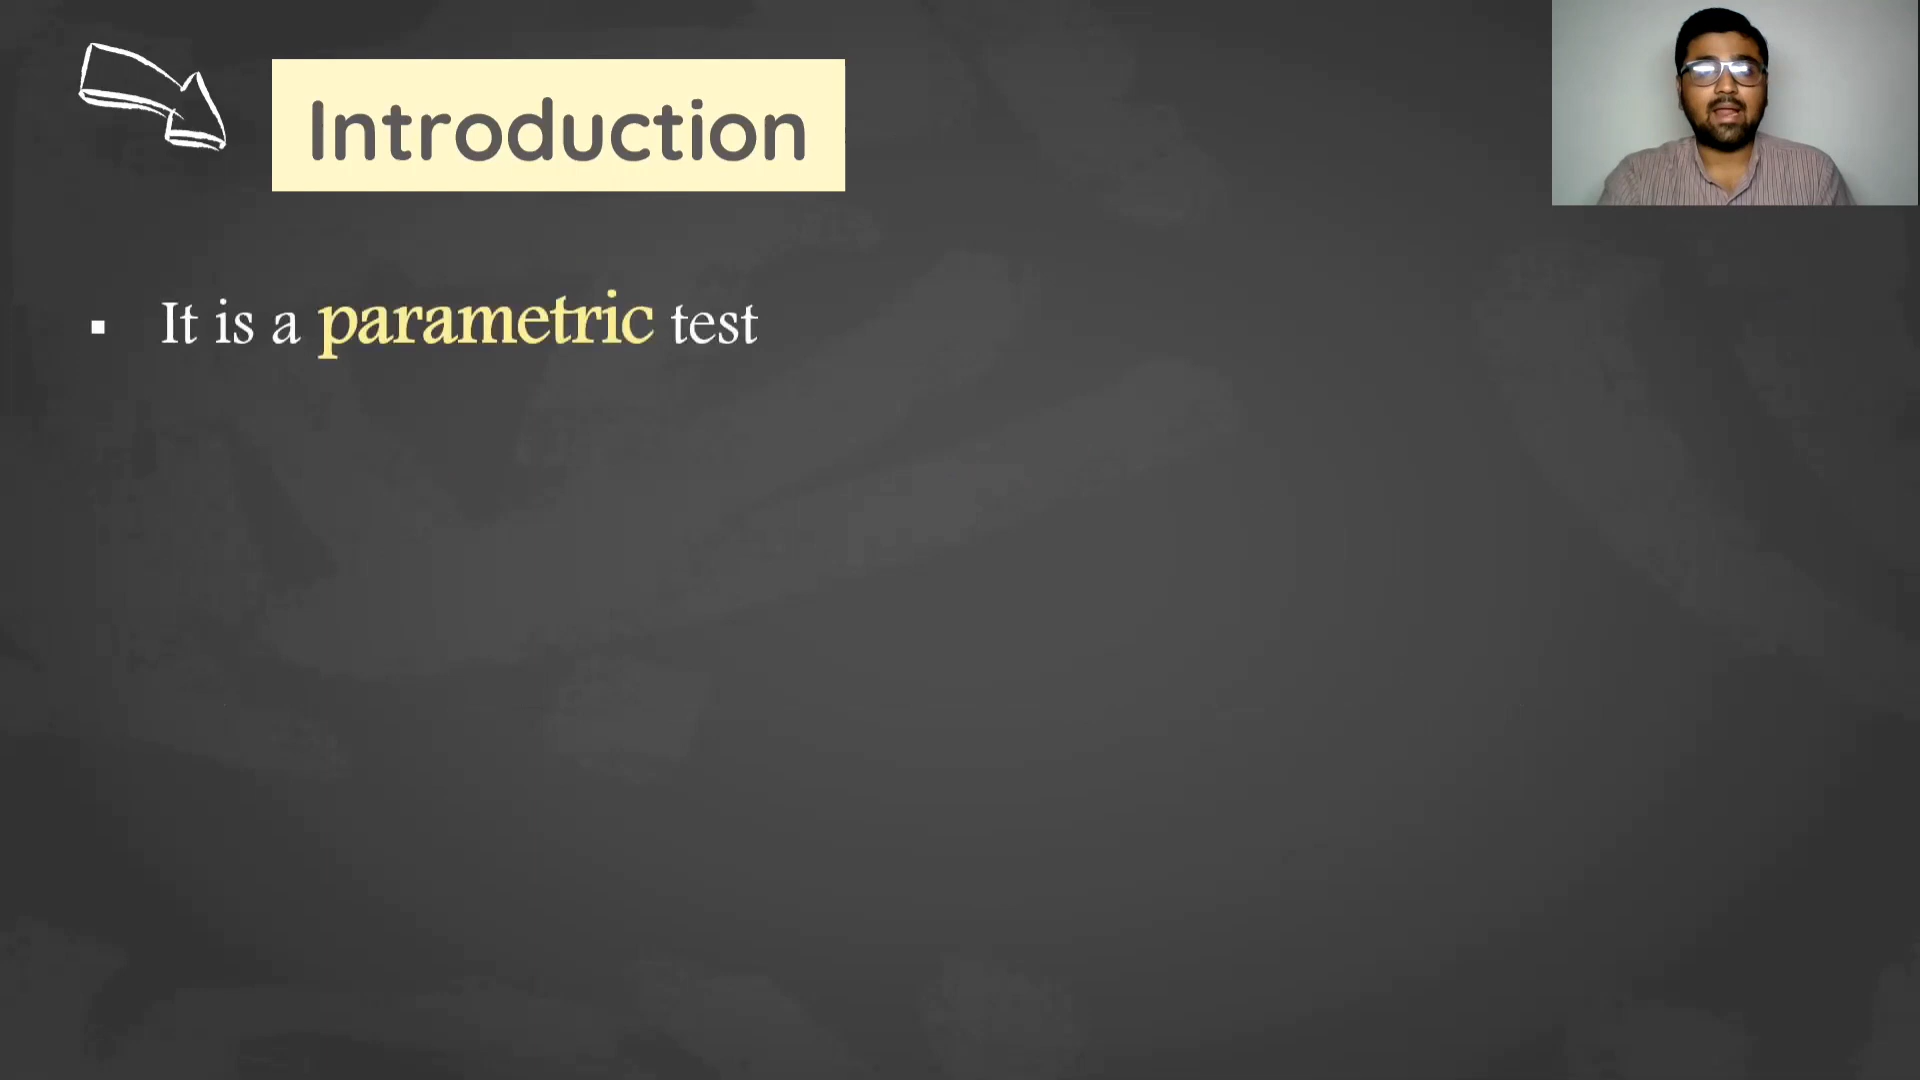 Introduction
▪ It is a parametric test